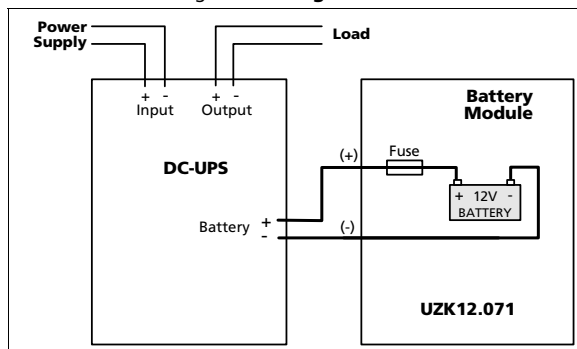 Power
Supply
Load
+ - + -
Input Output
DC-UPS
Battery + -
Battery
Module
(+)
Fuse
+ 12V -
BATTERY
(-)
UZK12.071